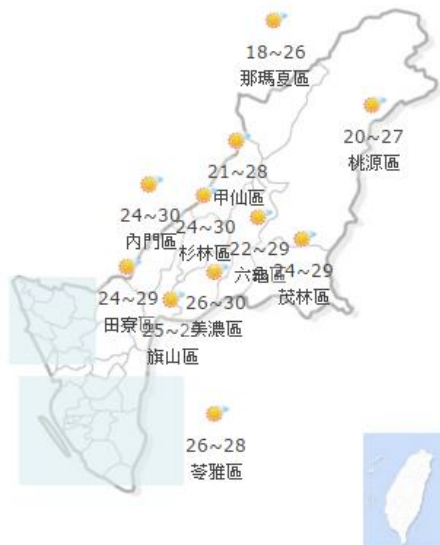 18~26
那瑪夏區
20~27
桃源區
21~28
甲仙區
24~30
內門區
24~30
杉林區
22~29
六龜區
24~29
茂林區
24~29
田寮區
26~30
美濃區
25~2
旗山區
26~28
苓雅區